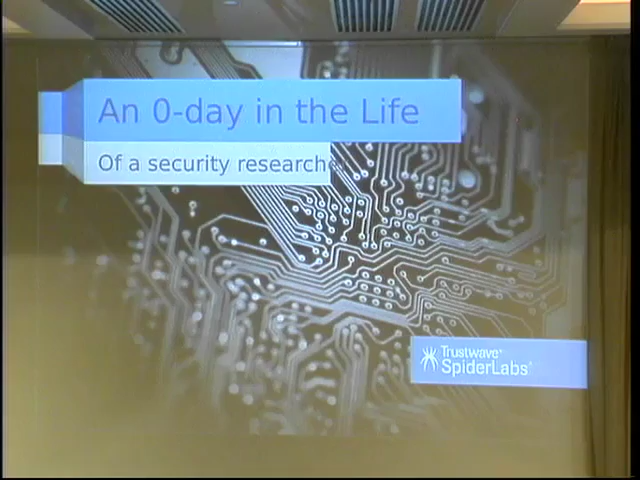 An 0-day in the Life
Of a security researche
Trustwave®
SpiderLabs®